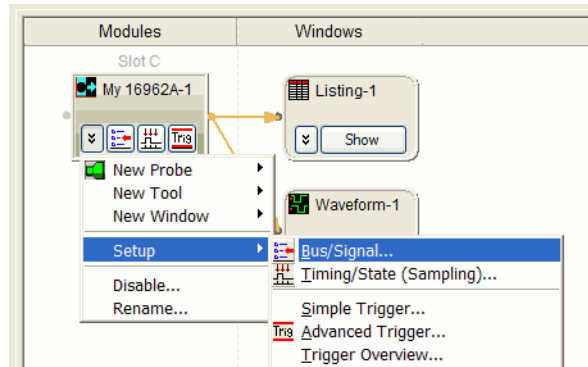 Modules Windows
Slot C
My 16962A-1
Listing-1
Trig
Show
New Probe
New Tool
New Window
Waveform-1
Setup
Bus/Signal...
Timing/State (Sampling)...
Disable...
Rename...
Simple Trigger...
Trig Advanced Trigger...
Trigger Overview...